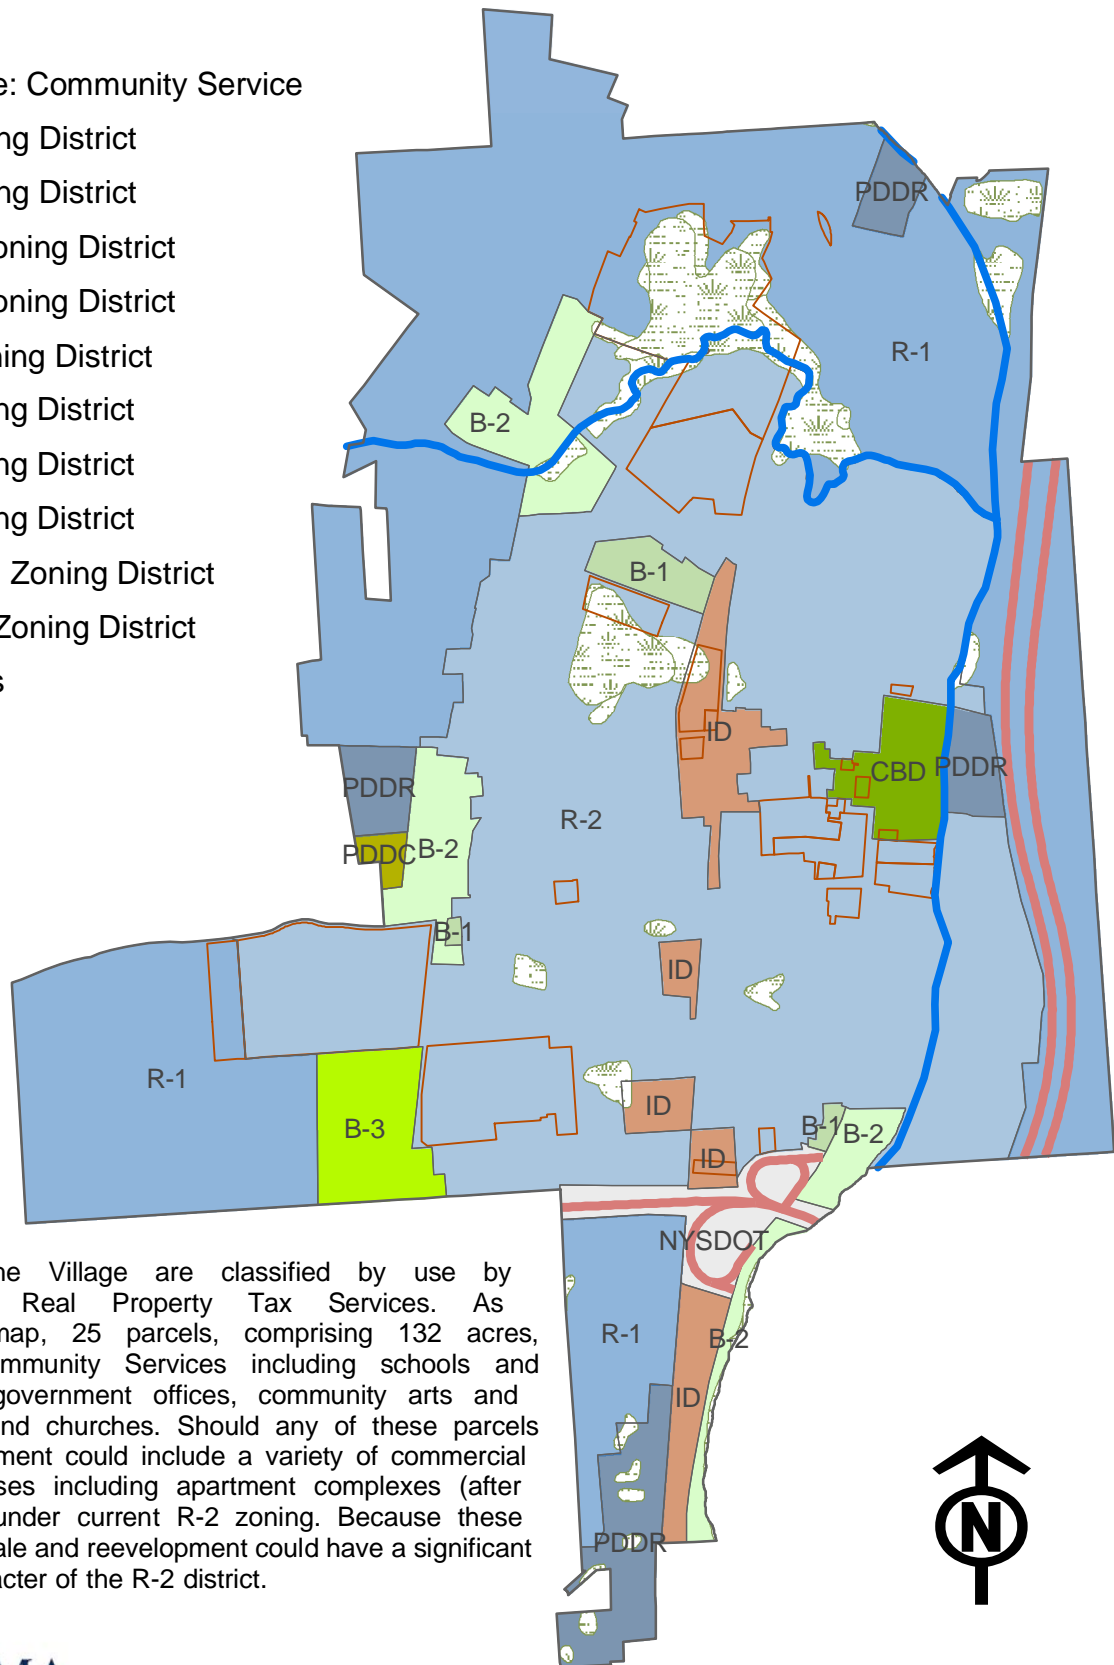 e: Community Service
ng District
ng District
oning District
oning District
ning District
ng District
ng District
ng District
Zoning District
Zoning District
s
PDDR
R-1
B-2
B-1
ID
CBD PDDR
PDDR
R-2
PDDC B-2
B-1
ID
R-1
ID
B-3
B-1 B-2
ID
NYSDOT
R-1
B-2
ID
PDDR
he Village are classified by use by
Real Property Tax Services. As
map, 25 parcels, comprising 132 acres,
ommunity Services including schools and
government offices, community arts and
nd churches. Should any of these parcels
ment could include a variety of commercial
ses including apartment complexes (after
under current R-2 zoning. Because these
ale and reevelopment could have a significant
acter of the R-2 district.
N